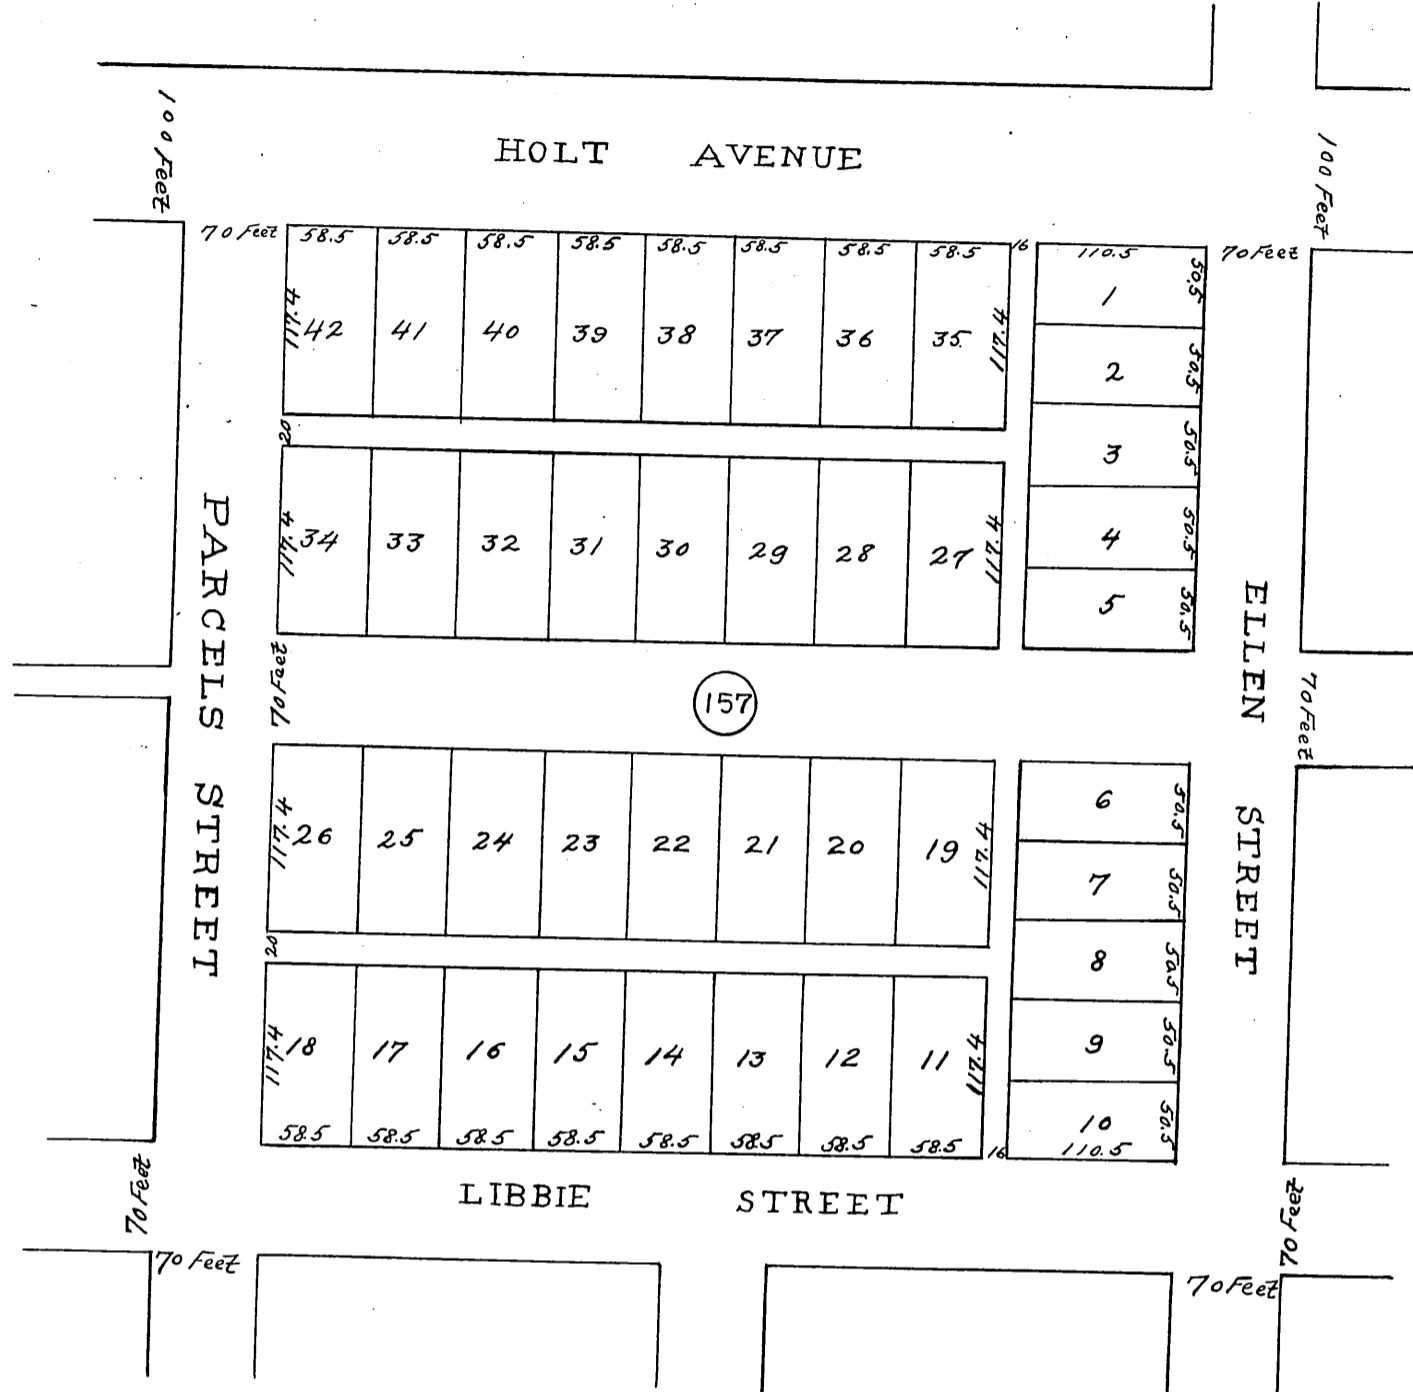 100 Feet
HOLT AVENUE
100 Feet
70 Feet 58.5 58.5 58.5 58.5 58.5 58.5 58.5 58.5 16 110.5 70 Feet
117.4 42 41 40 39 38 37 36 35 117.4
1 50.5
2 50.5
3 50.5
4 50.5
5 50.5
20
117.4 34 33 32 31 30 29 28 27 117.4
PARCELS STREET
ELLEN STREET
70 Feet
157
70 Feet
117.4 26 25 24 23 22 21 20 19 117.4
6 50.5
7 50.5
8 50.5
9 50.5
10 50.5
20
117.4 18 17 16 15 14 13 12 11 117.4
58.5 58.5 58.5 58.5 58.5 58.5 58.5 58.5 16 110.5
70 Feet
LIBBIE STREET
70 Feet
70 Feet
70 Feet